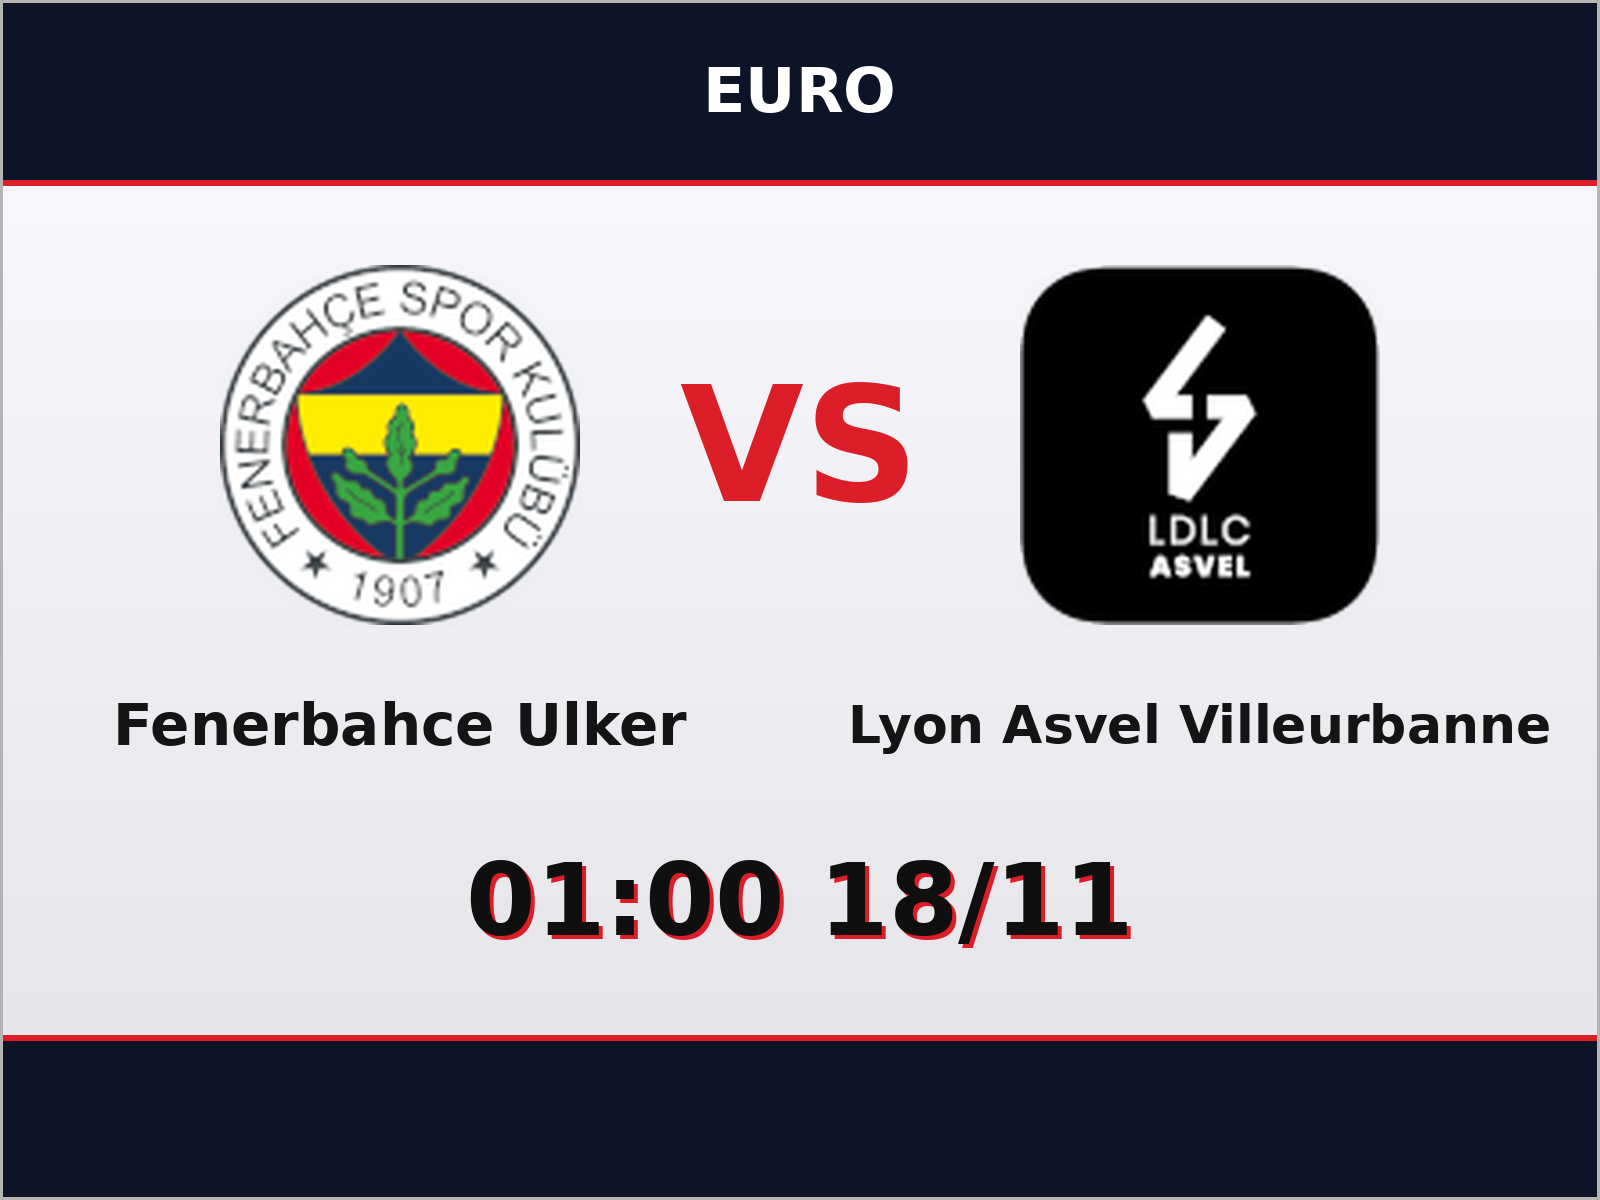 EURO
FENERBAHÇE SPOR KULÜBÜ
★ 1907 ★
VS
LDLC
ASVEL
Fenerbahce Ulker
Lyon Asvel Villeurbanne
01:00 18/11